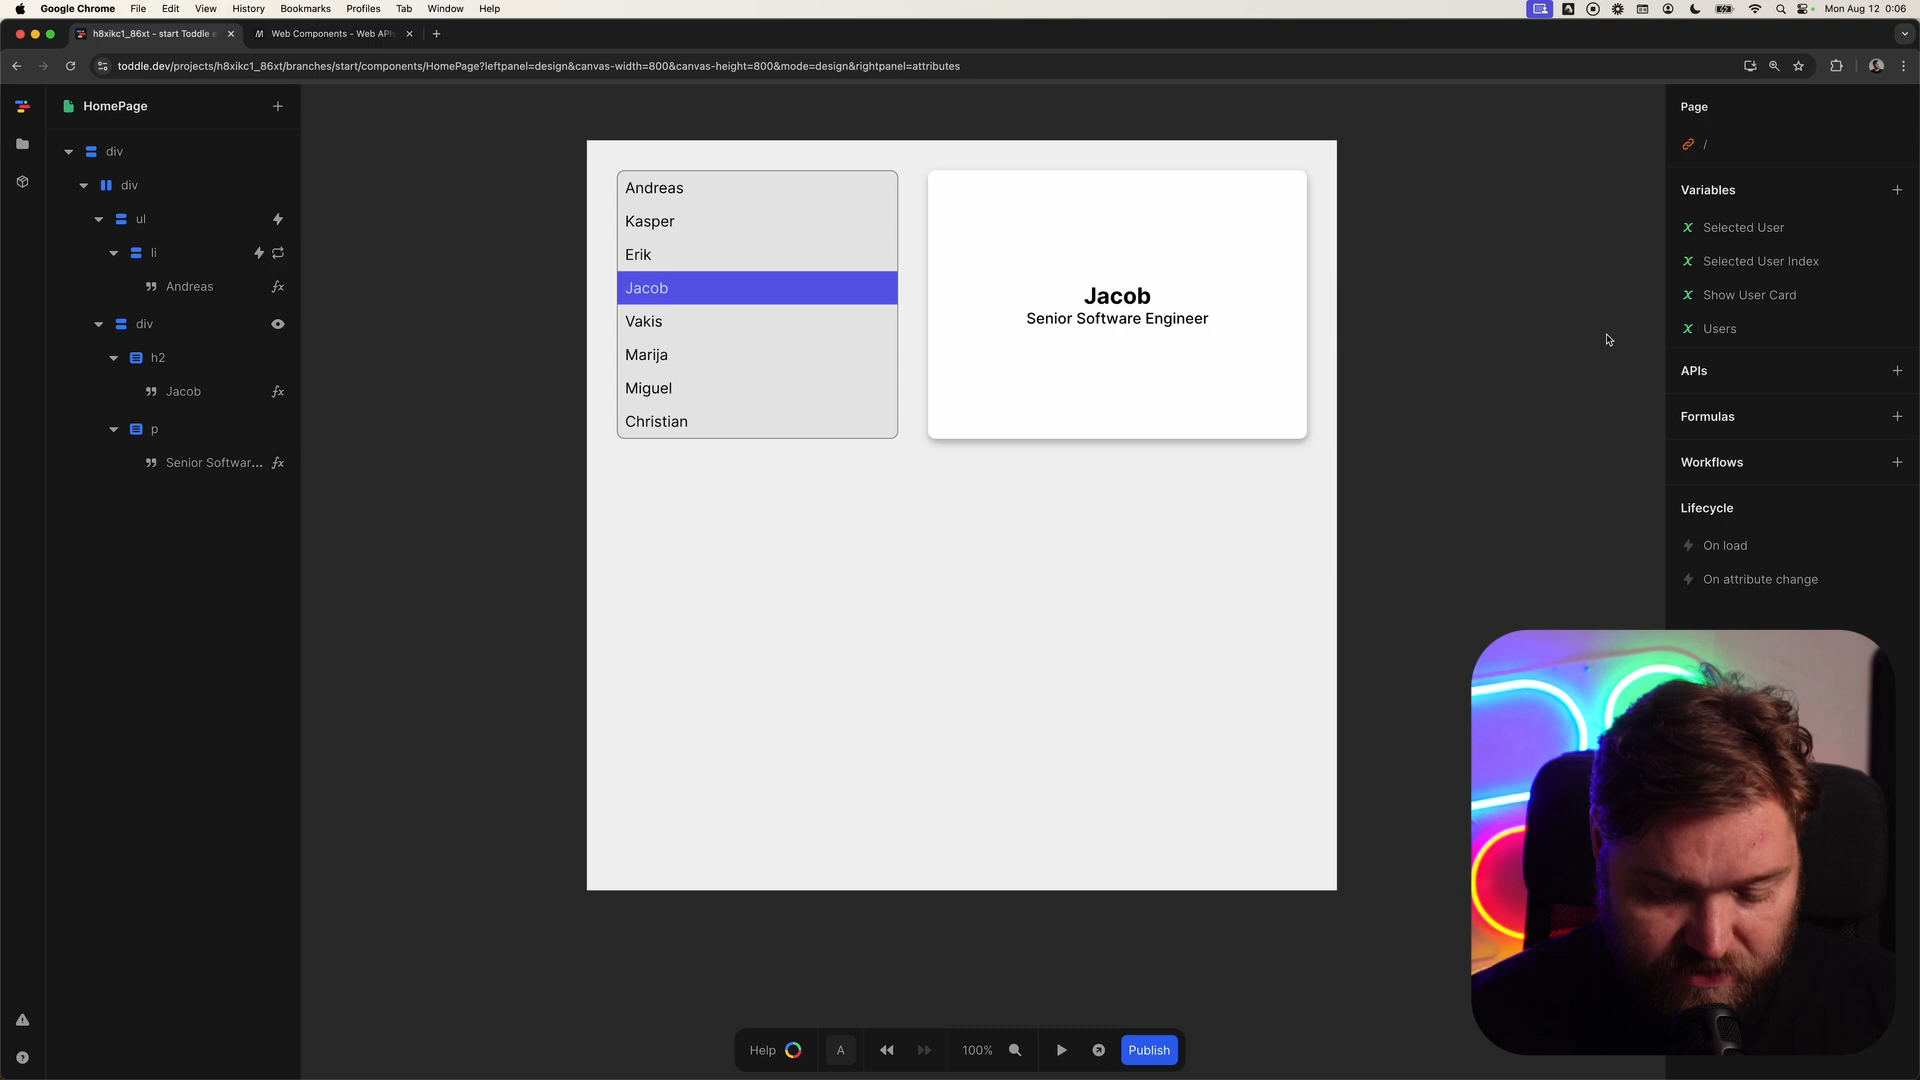 Google Chrome File Edit View History Bookmarks Profiles Tab Window Help Mon Aug 12 0:06
h8xikc1_86xt - start Toddle e Web Components - Web APIs
toddle.dev/projects/h8xikc1_86xt/branches/start/components/HomePage?leftpanel=design&canvas-width=800&canvas-height=800&mode=design&rightpanel=attributes
HomePage
div
div
ul
li
Andreas fx
div
h2
Jacob fx
p
Senior Softwar... fx
Andreas
Kasper
Erik
Jacob
Vakis
Marija
Miguel
Christian
Jacob
Senior Software Engineer
Page
/
Variables
Selected User
Selected User Index
Show User Card
Users
APIs
Formulas
Workflows
Lifecycle
On load
On attribute change
Help A 100% Publish